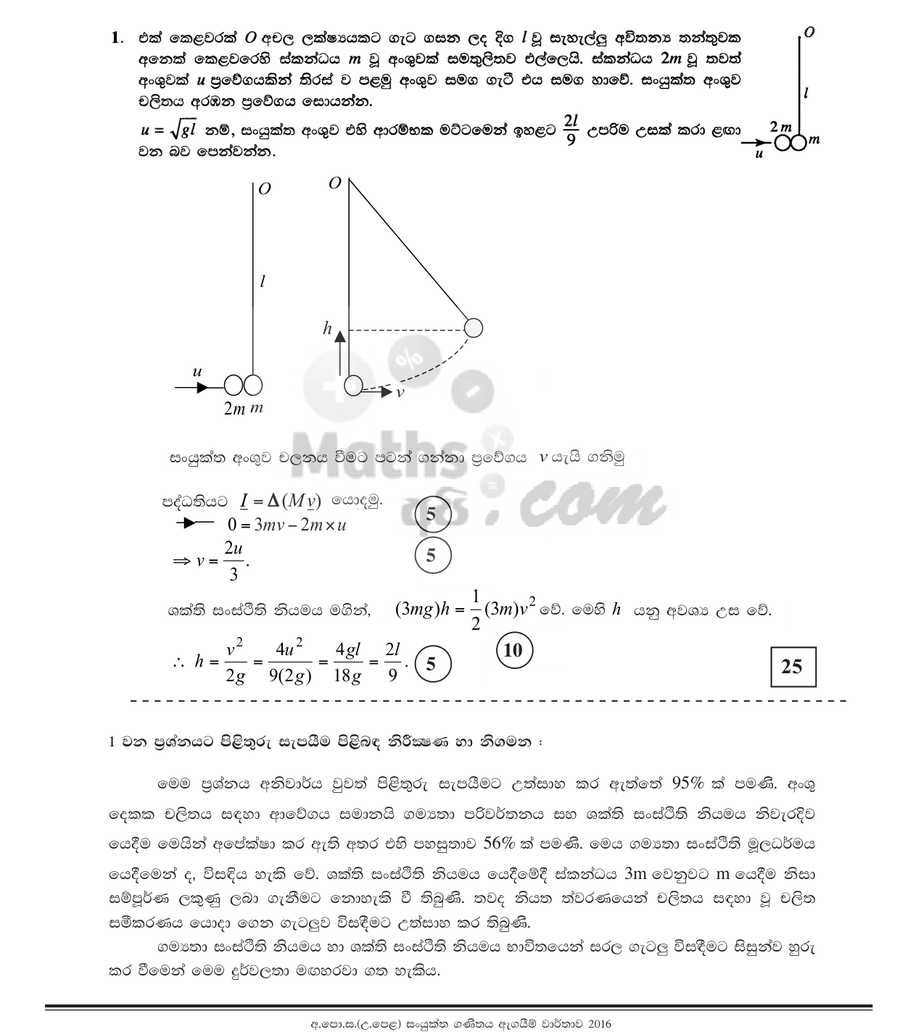 1. එක් කෙළවරක් O අචල ලක්ෂ්‍යයකට ගැට ගසන ලද දිග l වූ සැහැල්ලු අවිතන්‍ය තන්තුවක
අනෙක් කෙළවරෙහි ස්කන්ධය m වූ අංශුවක් සමතුලිතව එල්ලෙයි. ස්කන්ධය 2m වූ තවත්
අංශුවක් u ප්‍රවේගයකින් තිරස් ව පළමු අංශුව සමග ගැටී එය සමග හාවේ. සංයුක්ත අංශුව
චලිතය අරඹන ප්‍රවේගය සොයන්න.
u = √gl නම්, සංයුක්ත අංශුව එහි ආරම්භක මට්ටමෙන් ඉහළට 2l/9 උපරිම උසක් කරා ළඟා
වන බව පෙන්වන්න.
O
l
2m
m
u
O
l
u
2m m
O
h
v
Maths
අපි . com
සංයුක්ත අංශුව චලනය වීමට පටන් ගන්නා ප්‍රවේගය v යැයි ගනිමු
පද්ධතියට I = Δ(Mv) යොදමු.
→ 0 = 3mv − 2m × u 5
⇒ v = 2u/3. 5
ශක්ති සංස්ථිති නියමය මගින්, (3mg)h = 1/2 (3m)v² වේ. මෙහි h යනු අවශ්‍ය උස වේ.
∴ h = v²/2g = 4u²/9(2g) = 4gl/18g = 2l/9. 5 10 25
1 වන ප්‍රශ්නයට පිළිතුරු සැපයීම පිළිබඳ නිරීක්ෂණ හා නිගමන :
මෙම ප්‍රශ්නය අනිවාර්ය වුවත් පිළිතුරු සැපයීමට උත්සාහ කර ඇත්තේ 95% ක් පමණි. අංශු
දෙකක චලිතය සඳහා ආවේගය සමානයි ගම්‍යතා පරිවර්තනය සහ ශක්ති සංස්ථිති නියමය නිවැරදිව
යෙදීම මෙයින් අපේක්ෂා කර ඇති අතර එහි පහසුතාව 56% ක් පමණි. මෙය ගම්‍යතා සංස්ථිති මූලධර්මය
යෙදීමෙන් ද, විසඳිය හැකි වේ. ශක්ති සංස්ථිති නියමය යෙදීමේදී ස්කන්ධය 3m වෙනුවට m යෙදීම නිසා
සම්පූර්ණ ලකුණු ලබා ගැනීමට නොහැකි වී තිබුණි. තවද නියත ත්වරණයෙන් චලිතය සඳහා වූ චලිත
සමීකරණය යොදා ගෙන ගැටලුව විසඳීමට උත්සාහ කර තිබුණි.
ගම්‍යතා සංස්ථිති නියමය හා ශක්ති සංස්ථිති නියමය භාවිතයෙන් සරල ගැටලු විසඳීමට සිසුන්ව හුරු
කර වීමෙන් මෙම දුර්වලතා මඟහරවා ගත හැකිය.
අ.පො.ස.(උ.පෙළ) සංයුක්ත ගණිතය ඇගයීම් වාර්තාව 2016